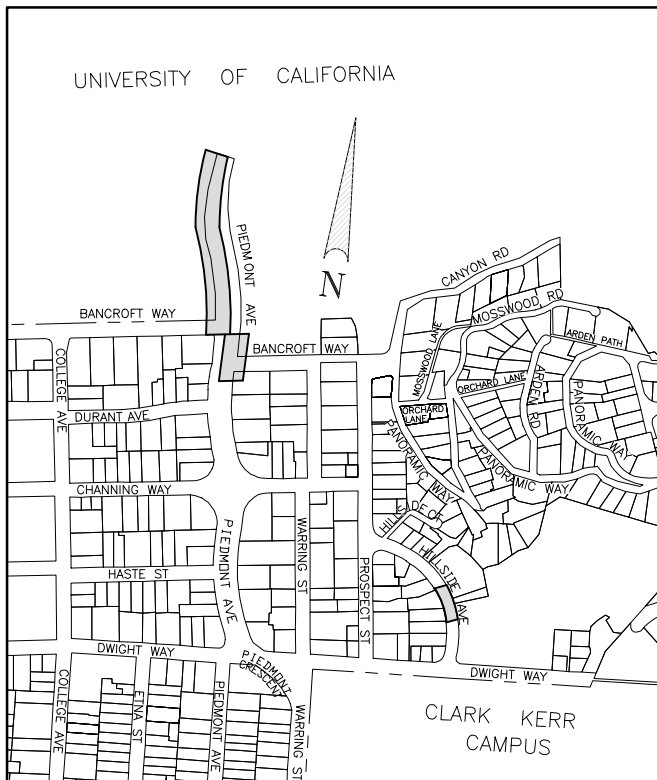 UNIVERSITY OF CALIFORNIA
PIEDMONT AVE
N
CANYON RD
BANCROFT WAY
MOSSWOOD RD
BANCROFT WAY
MOSSWOOD LANE
ARDEN PATH
COLLEGE AVE
ORCHARD LANE
ARDEN RD
PANORAMIC WAY
DURANT AVE
ORCHARD
LANE
PANORAMIC WAY
PANORAMIC WAY
CHANNING WAY
HILLSIDE CT
PIEDMONT AVE
WARRING ST
HILLSIDE AVE
HASTE ST
PROSPECT ST
DWIGHT WAY
PIEDMONT
CRESCENT
DWIGHT WAY
COLLEGE AVE
ETNA ST
PIEDMONT AVE
WARRING ST
CLARK KERR
CAMPUS